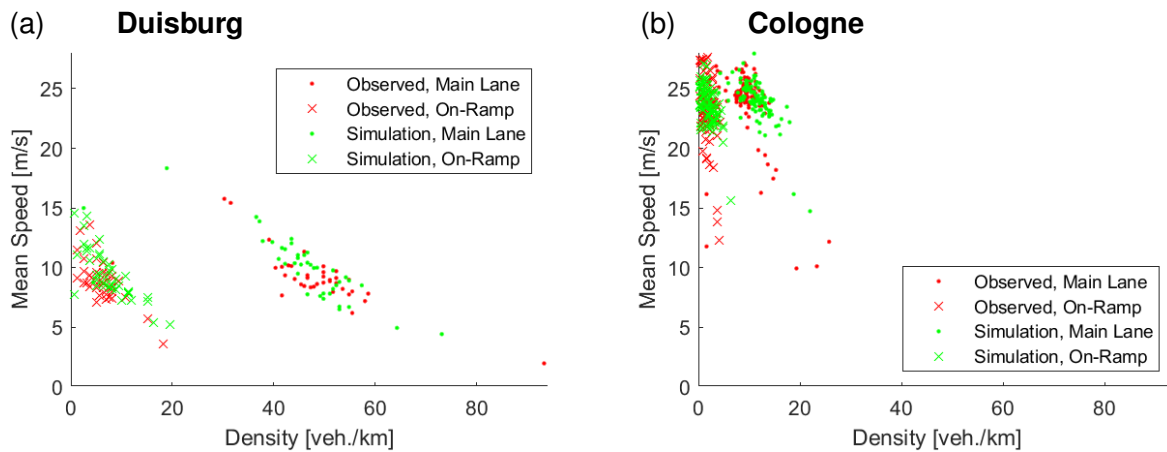 (a) Duisburg
Mean Speed [m/s]
25
20
15
10
5
0
0 20 40 60 80
Density [veh./km]
Observed, Main Lane
Observed, On-Ramp
Simulation, Main Lane
Simulation, On-Ramp
(b) Cologne
Mean Speed [m/s]
25
20
15
10
5
0
0 20 40 60 80
Density [veh./km]
Observed, Main Lane
Observed, On-Ramp
Simulation, Main Lane
Simulation, On-Ramp